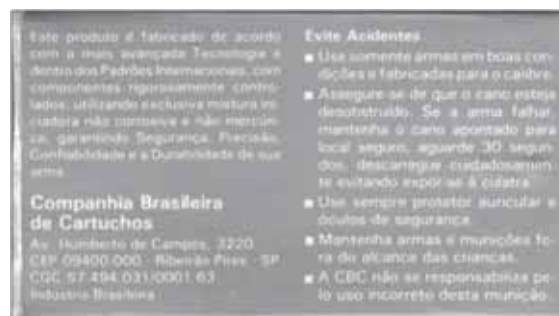 Este produto é fabricado de acordo
com a mais avançada Tecnologia e
dentro dos Padrões Internacionais, com
componentes rigorosamente contro-
lados, utilizando exclusiva mistura ini-
ciadora não corrosiva e não mercúri-
ca, garantindo Segurança, Precisão,
Confiabilidade e a Durabilidade de sua
arma.
Companhia Brasileira
de Cartuchos
Av. Humberto de Campos, 3220
CEP 09400.000 - Ribeirão Pires - SP
CGC 57.494.031/0001.63
Indústria Brasileira
Evite Acidentes
■ Use somente armas em boas con-
dições e fabricadas para o calibre.
■ Assegure-se de que o cano esteja
desobstruído. Se a arma falhar
mantenha o cano apontado para
local seguro, aguarde 30 segun-
dos, descarregue cuidadosamen-
te evitando expor-se à culatra.
■ Use sempre protetor auricular e
óculos de segurança.
■ Mantenha armas e munições fo-
ra do alcance das crianças.
■ A CBC não se responsabiliza pe-
lo uso incorreto desta munição.